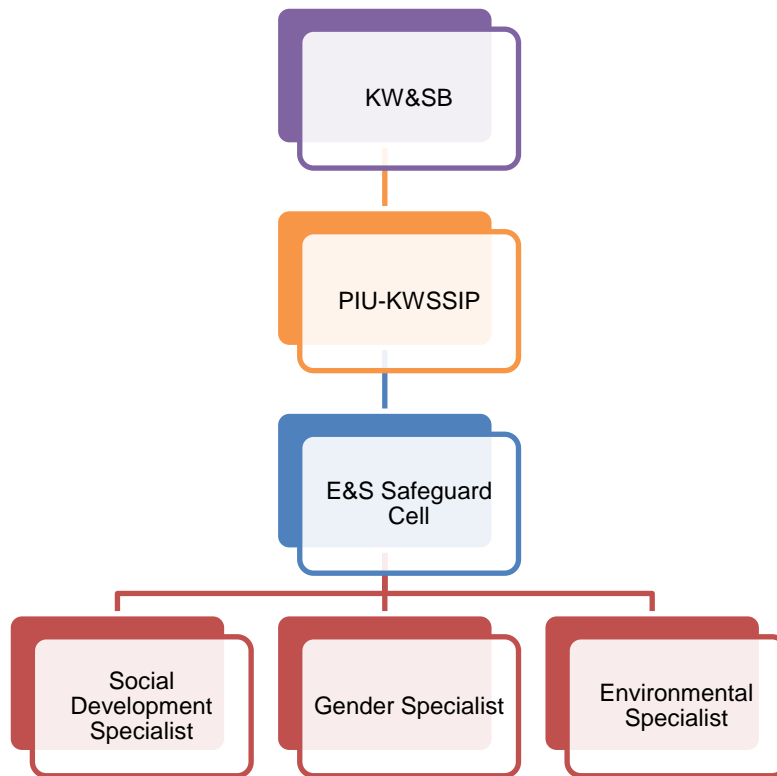 KW&SB
PIU-KWSSIP
E&S Safeguard
Cell
Social
Development
Specialist
Gender Specialist
Environmental
Specialist